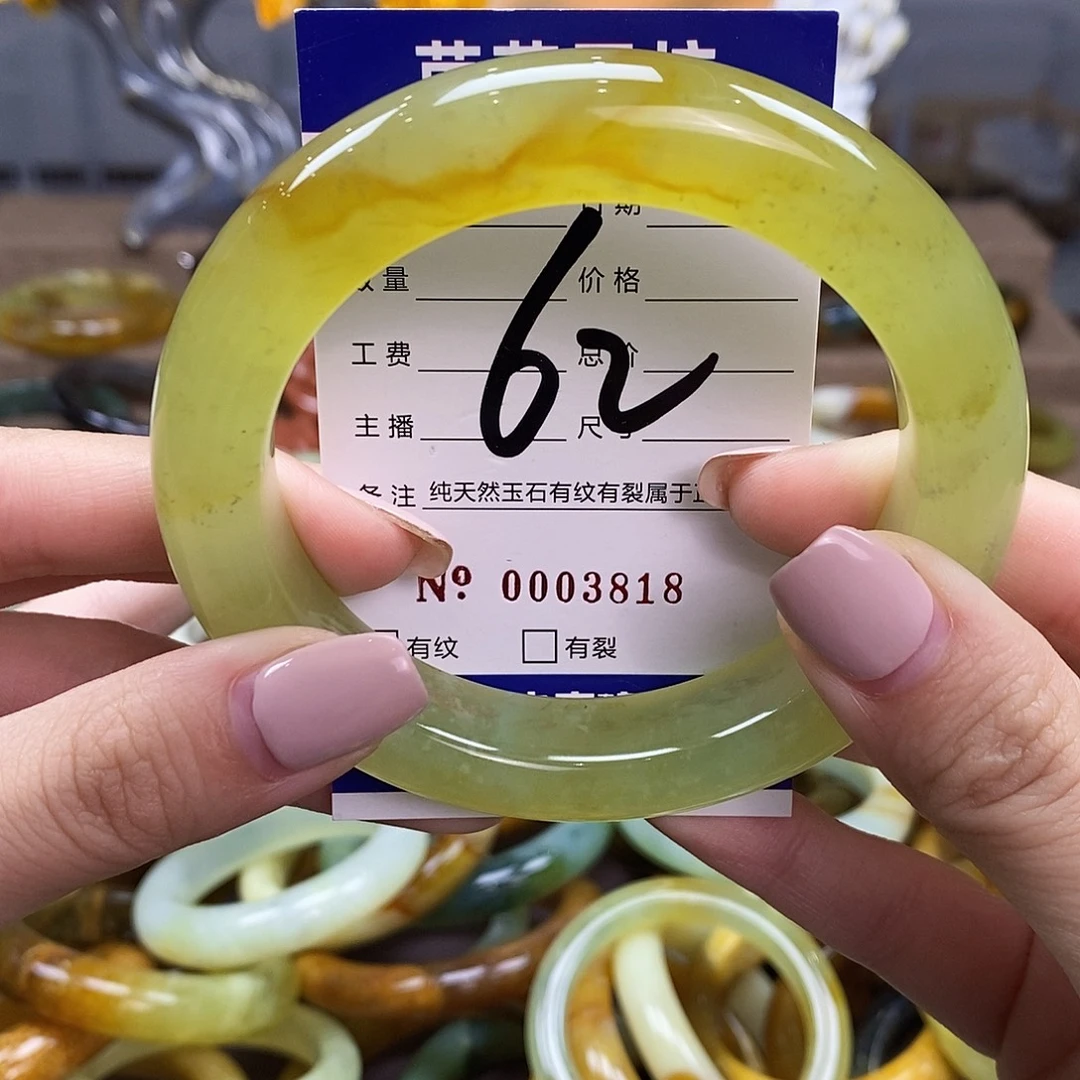 日期
量 价格
62
工费 总价
主播 尺寸
备注 纯天然玉石有纹有裂属于正
Nº 0003818
有纹 有裂